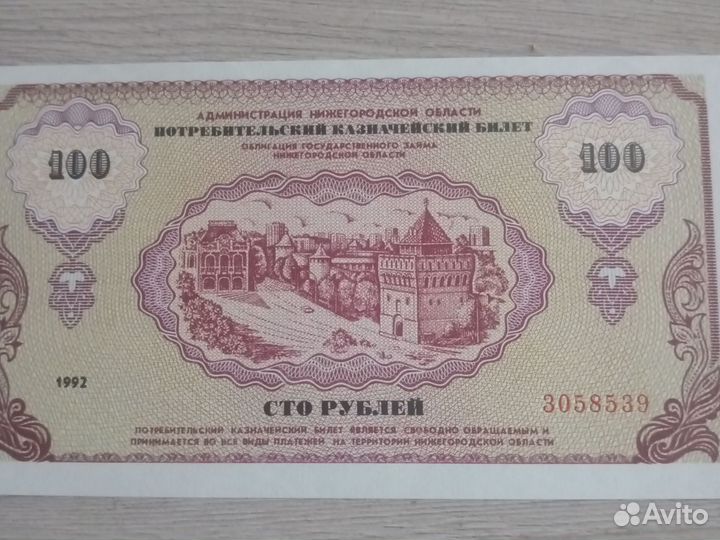 АДМИНИСТРАЦИЯ НИЖЕГОРОДСКОЙ ОБЛАСТИ
ПОТРЕБИТЕЛЬСКИЙ КАЗНАЧЕЙСКИЙ БИЛЕТ
ОБЛИГАЦИЯ ГОСУДАРСТВЕННОГО ЗАЙМА
НИЖЕГОРОДСКОЙ ОБЛАСТИ
100
100
1992
СТО РУБЛЕЙ
3058539
ПОТРЕБИТЕЛЬСКИЙ КАЗНАЧЕЙСКИЙ БИЛЕТ ЯВЛЯЕТСЯ СВОБОДНО ОБРАЩАЕМЫМ И
ПРИНИМАЕТСЯ ВО ВСЕ ВИДЫ ПЛАТЕЖЕЙ НА ТЕРРИТОРИИ НИЖЕГОРОДСКОЙ ОБЛАСТИ
Avito